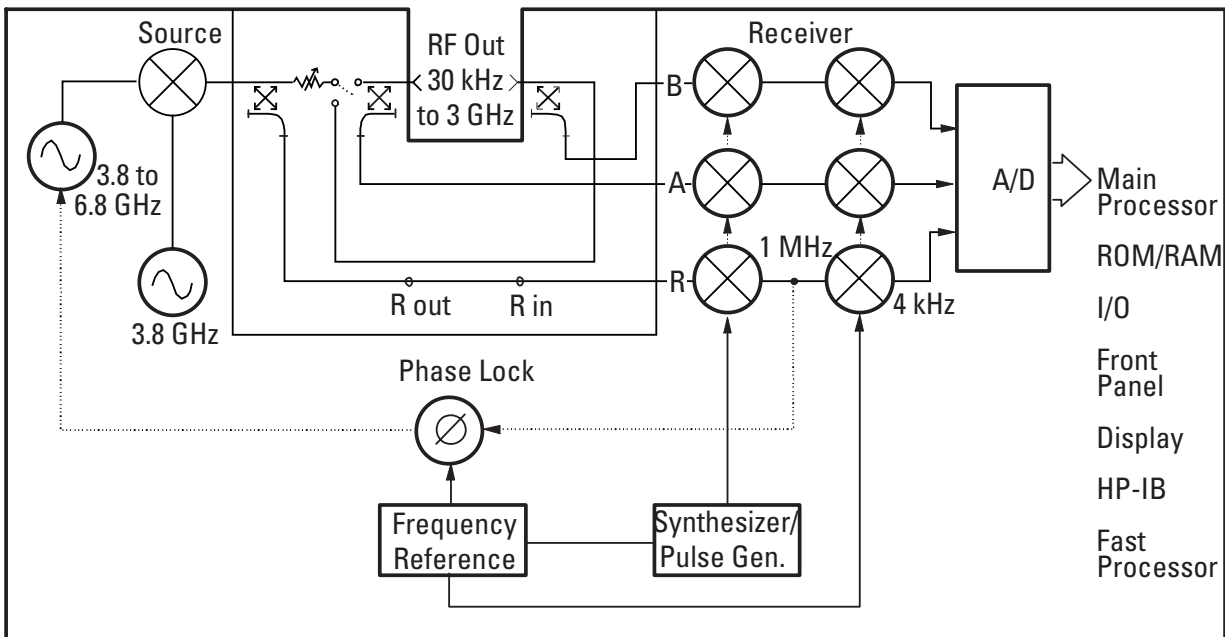 Source
RF Out
30 kHz
to 3 GHz
Receiver
B
3.8 to
6.8 GHz
A
A/D
Main
Processor
1 MHz
ROM/RAM
R
R out
R in
4 kHz
3.8 GHz
I/O
Phase Lock
Front
Panel
Display
HP-IB
Frequency
Reference
Synthesizer/
Pulse Gen.
Fast
Processor